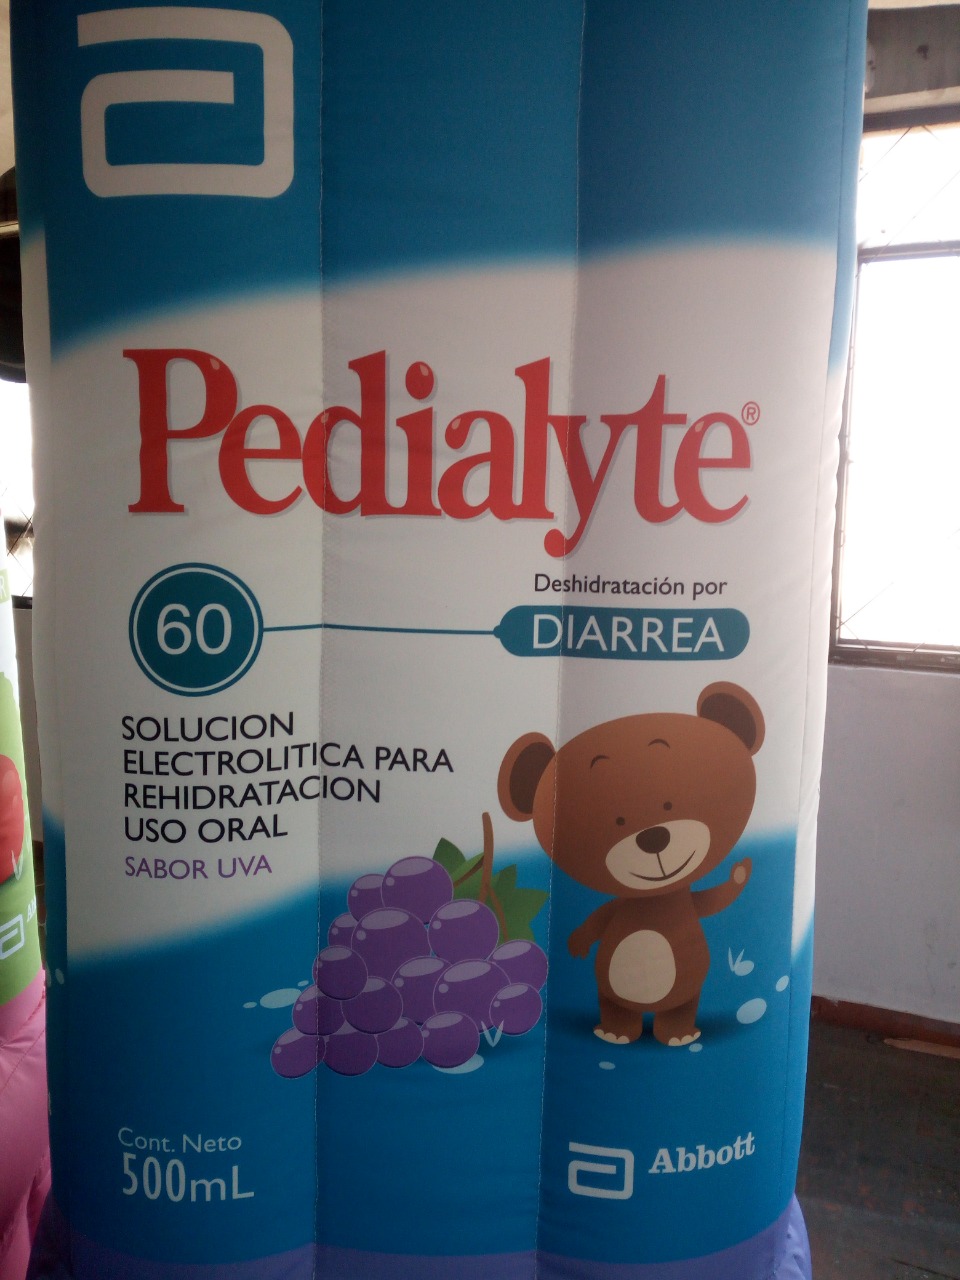 Pedialyte®
Deshidratación por
60
DIARREA
SOLUCION
ELECTROLITICA PARA
REHIDRATACION
USO ORAL
SABOR UVA
Cont. Neto
500mL
Abbott